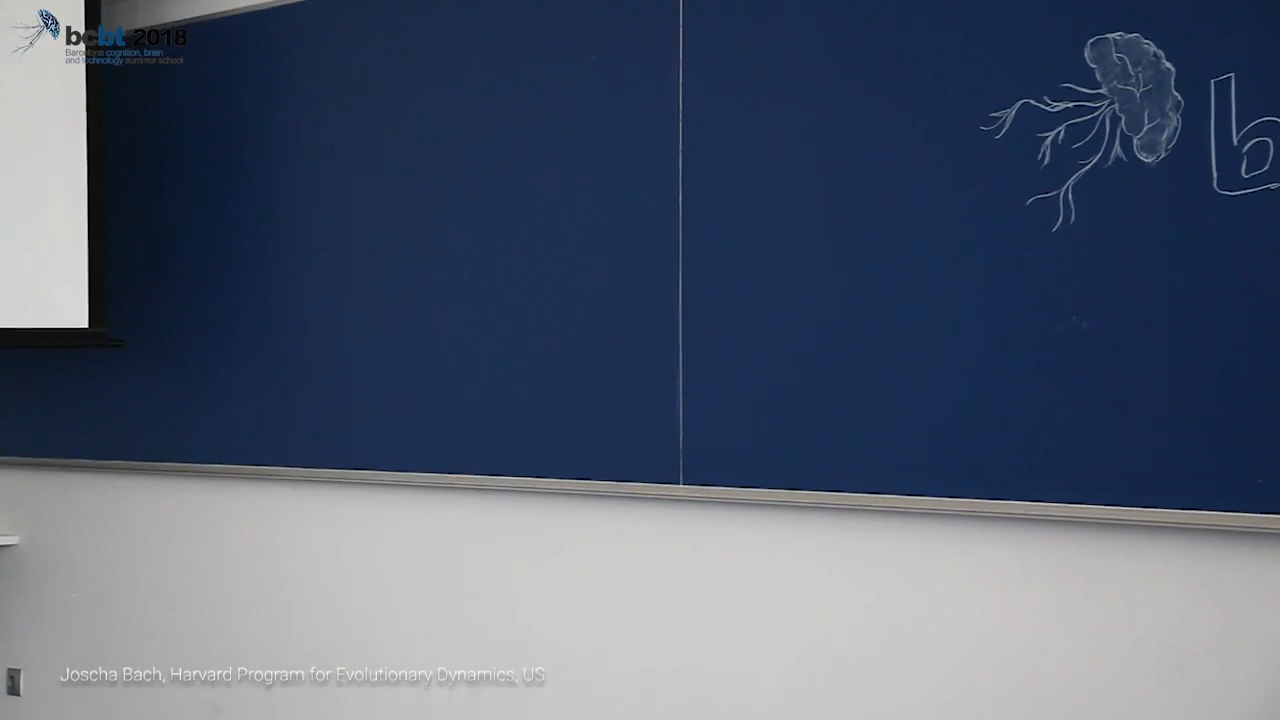 bcbt 2018
Barcelona cognition, brain
and technology summer school
b
Joscha Bach, Harvard Program for Evolutionary Dynamics, US